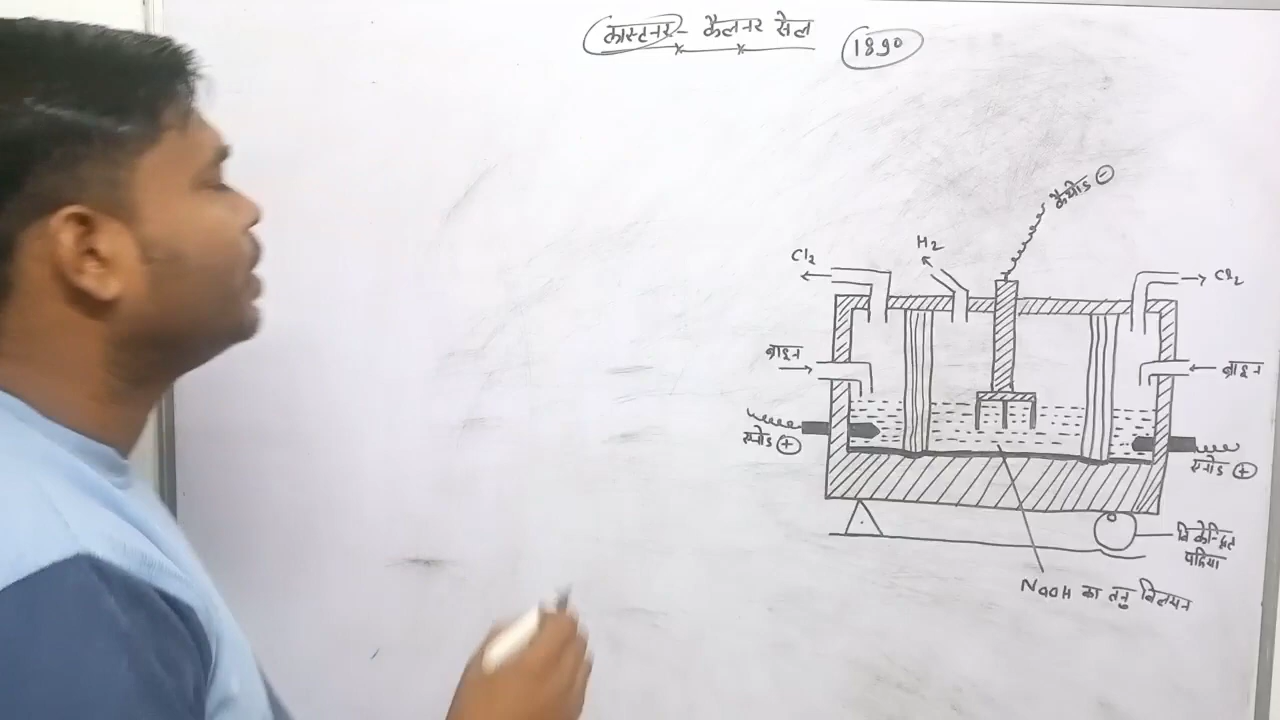 कास्टनर - कैलनर सेल
1890
कैथोड ⊖
H2
Cl2
Cl2
ब्राइन
ब्राइन
एनोड ⊕
एनोड ⊕
विकेन्द्रित
पहिया
NaOH का तनु विलयन